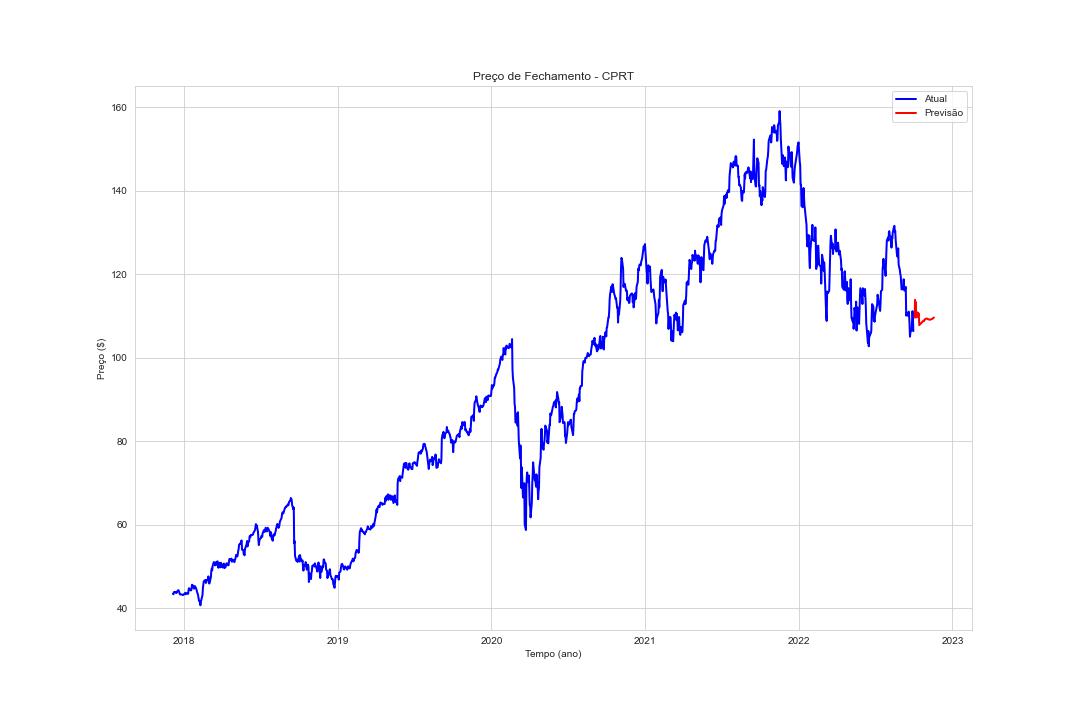 Preço de Fechamento - CPRT
Atual
Previsão
160
140
120
100
80
60
40
Preço ($)
2018
2019
2020
2021
2022
2023
Tempo (ano)